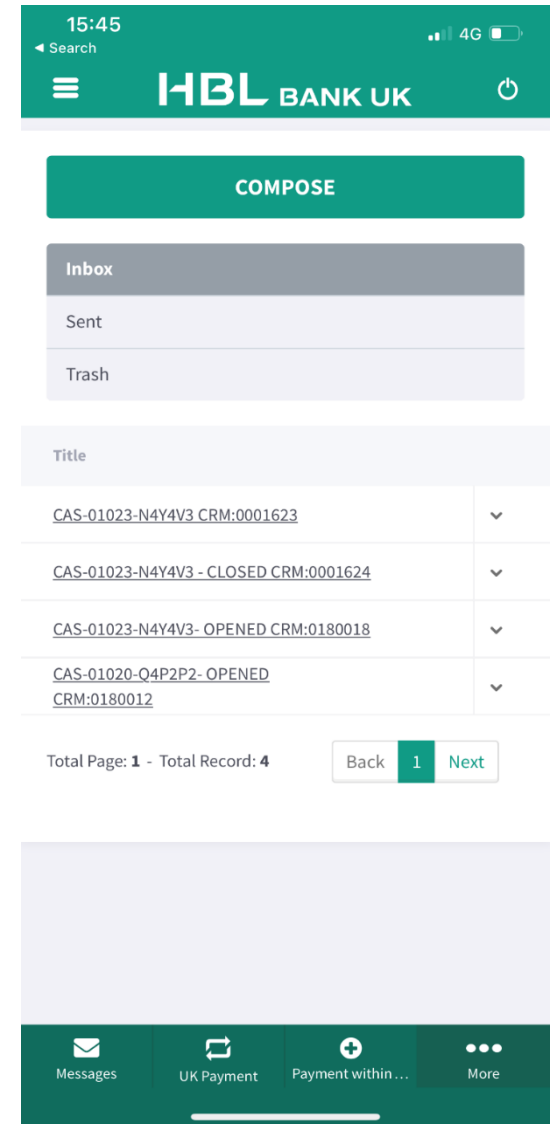 15:45
4G
◀ Search
HBL BANK UK
COMPOSE
Inbox
Sent
Trash
Title
CAS-01023-N4Y4V3 CRM:0001623
CAS-01023-N4Y4V3 - CLOSED CRM:0001624
CAS-01023-N4Y4V3- OPENED CRM:0180018
CAS-01020-Q4P2P2- OPENED
CRM:0180012
Total Page: 1 - Total Record: 4
Back 1 Next
Messages UK Payment Payment within ... More